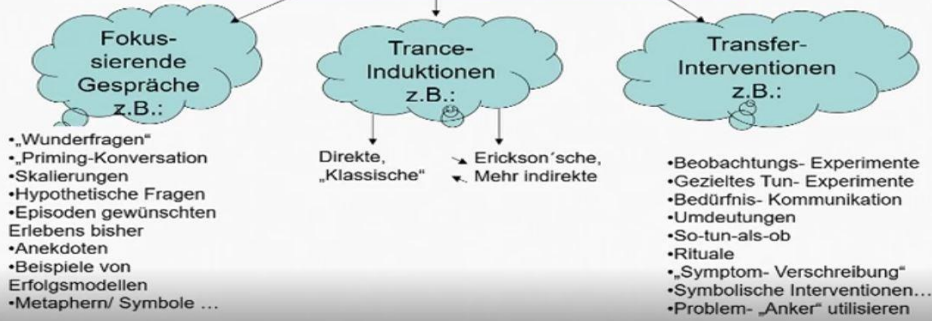 Fokus-
sierende
Gespräche
z.B.:
•„Wunderfragen“
•„Priming-Konversation
•Skalierungen
•Hypothetische Fragen
•Episoden gewünschten
Erlebens bisher
•Anekdoten
•Beispiele von
Erfolgsmodellen
•Metaphern/ Symbole …
Trance-
Induktionen
z.B.:
Direkte,
„Klassische“
Erickson´sche,
Mehr indirekte
Transfer-
Interventionen
z.B.:
•Beobachtungs- Experimente
•Gezieltes Tun- Experimente
•Bedürfnis- Kommunikation
•Umdeutungen
•So-tun-als-ob
•Rituale
•„Symptom- Verschreibung“
•Symbolische Interventionen…
•Problem- „Anker“ utilisieren